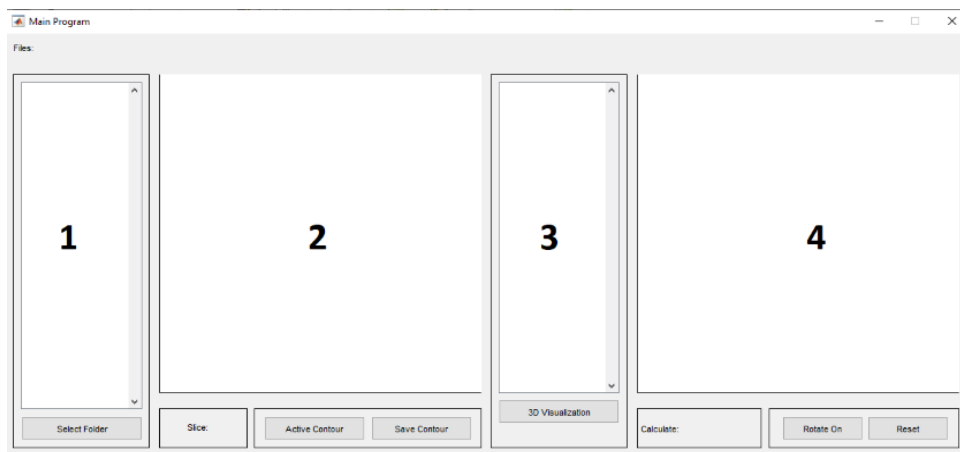 Main Program
Files:
1
2
3
4
Select Folder
Slice:
Active Contour
Save Contour
3D Visualization
Calculate:
Rotate On
Reset